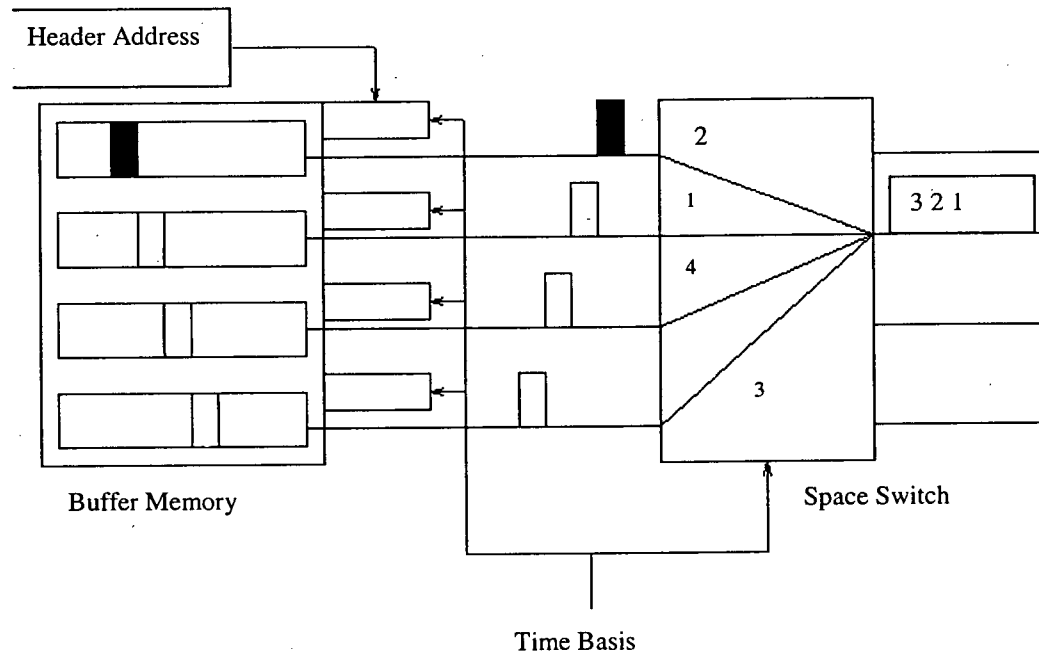 Header Address
2
1
3 2 1
4
3
Buffer Memory
Space Switch
Time Basis